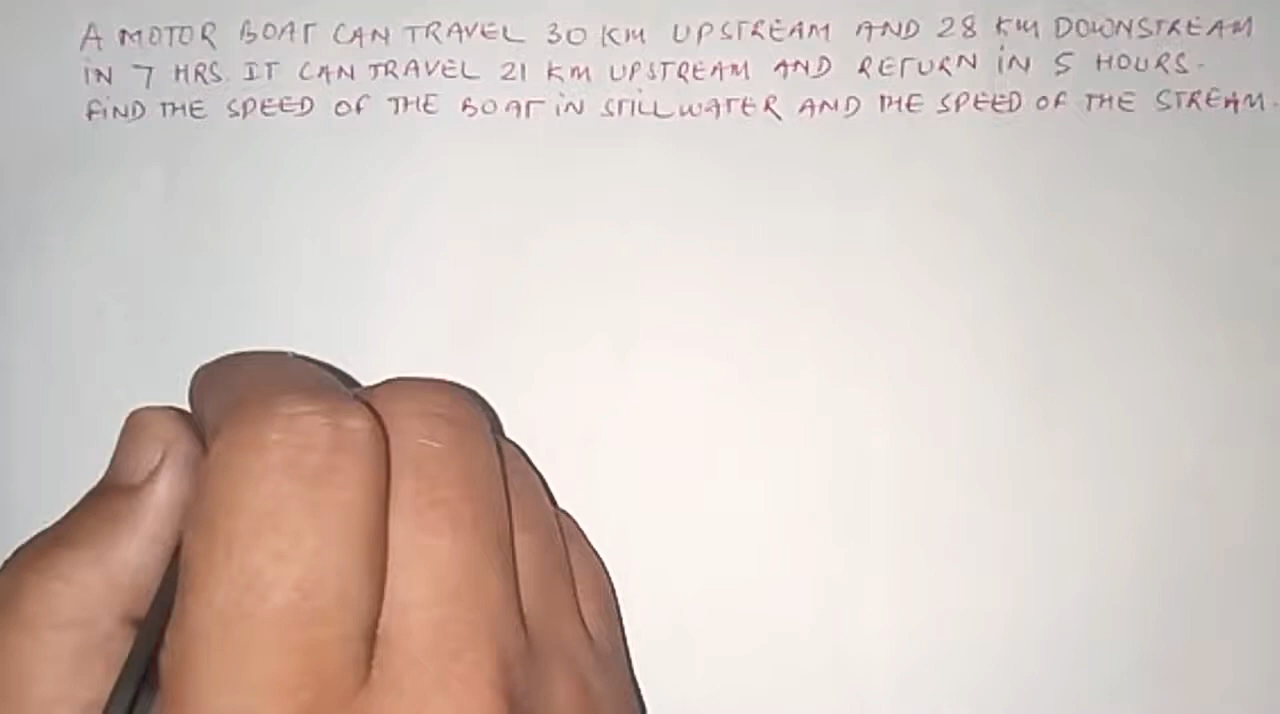 A MOTOR BOAT CAN TRAVEL 30 KM UPSTREAM AND 28 KM DOWNSTREAM
IN 7 HRS. IT CAN TRAVEL 21 KM UPSTREAM AND RETURN IN 5 HOURS.
FIND THE SPEED OF THE BOAT IN STILL WATER AND THE SPEED OF THE STREAM.